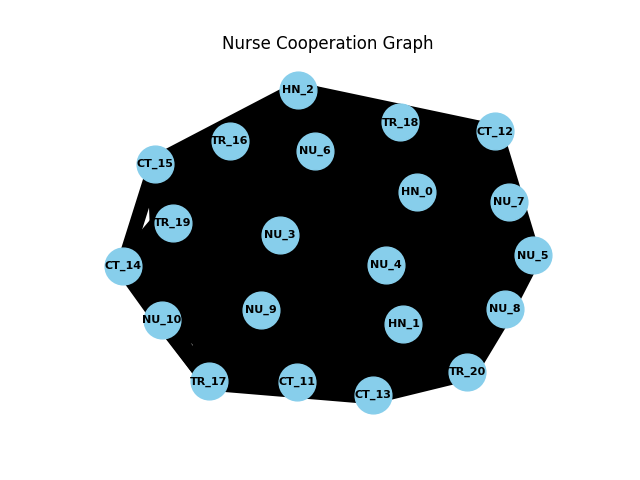 Nurse Cooperation Graph
HN_2
TR_18
CT_12
TR_16
NU_6
CT_15
HN_0
NU_7
TR_19
NU_3
NU_5
CT_14
NU_4
NU_9
NU_8
NU_10
HN_1
TR_20
TR_17
CT_11
CT_13